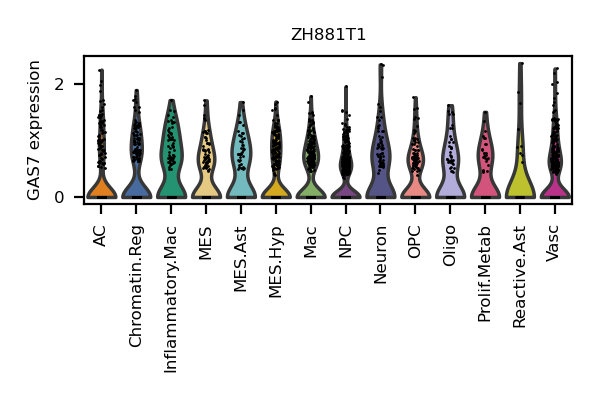 ZH881T1
GAS7 expression
2
0
AC
Chromatin.Reg
Inflammatory.Mac
MES
MES.Ast
MES.Hyp
Mac
NPC
Neuron
OPC
Oligo
Prolif.Metab
Reactive.Ast
Vasc